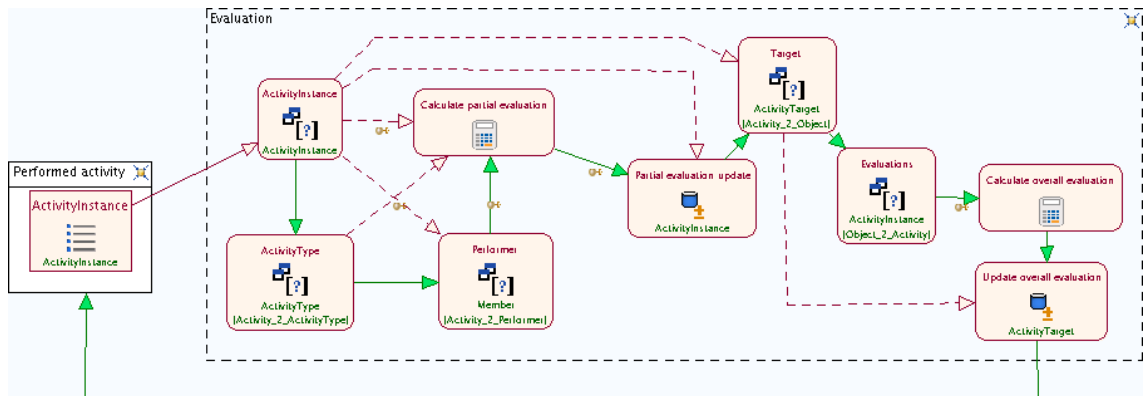 Evaluation
Performed activity
ActivityInstance
ActivityInstance
ActivityInstance
[?]
ActivityInstance
ActivityType
[?]
ActivityType
[Activity_2_ActivityType]
Calculate partial evaluation
Performer
[?]
Member
[Activity_2_Performer]
Partial evaluation update
ActivityInstance
Target
[?]
ActivityTarget
[Activity_2_Object]
Evaluations
[?]
ActivityInstance
[Object_2_Activity]
Calculate overall evaluation
Update overall evaluation
ActivityTarget